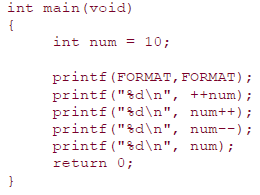 int main(void)
{
int num = 10;
printf(FORMAT,FORMAT);
printf("%d\n", ++num);
printf("%d\n", num++);
printf("%d\n", num--);
printf("%d\n", num);
return 0;
}